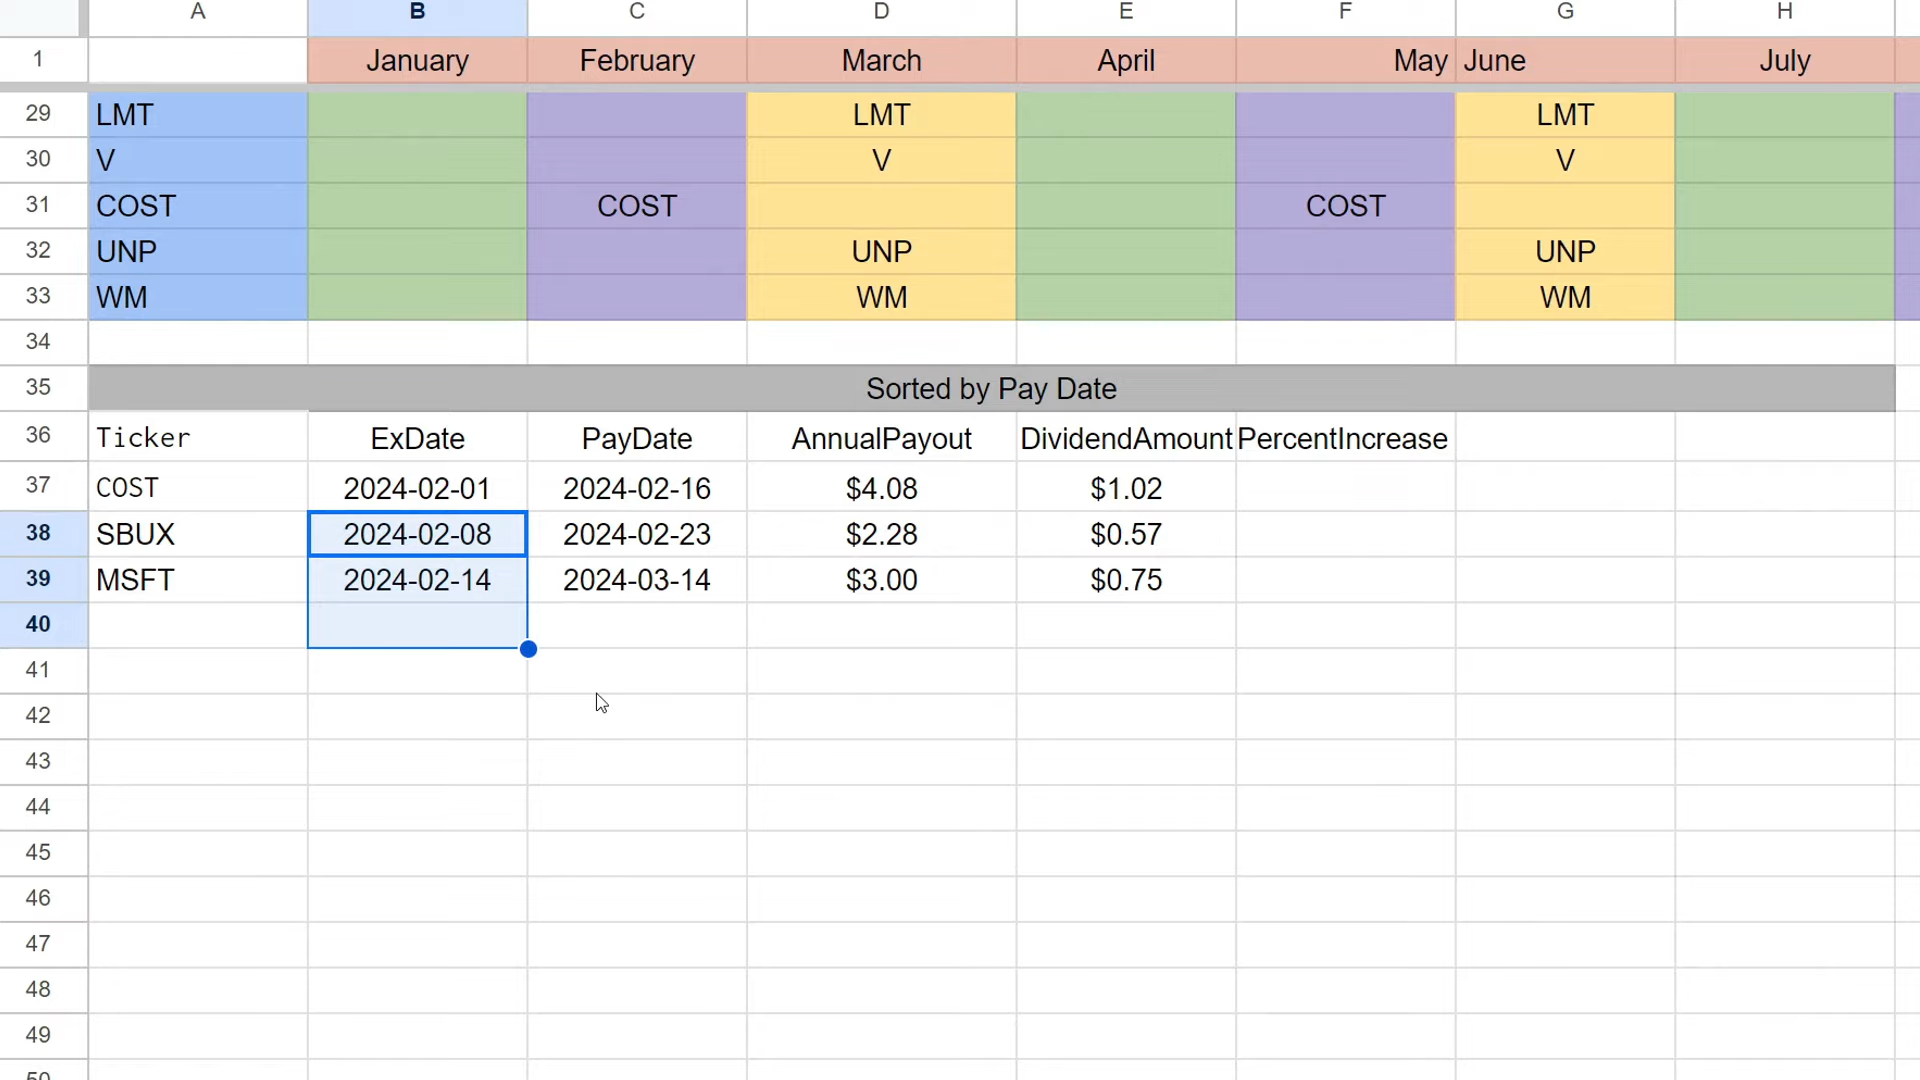 A B C D E F G H
1 January February March April May June July
29 LMT LMT LMT
30 V V V
31 COST COST COST
32 UNP UNP UNP
33 WM WM WM
34
35 Sorted by Pay Date
36 Ticker ExDate PayDate AnnualPayout DividendAmount PercentIncrease
37 COST 2024-02-01 2024-02-16 $4.08 $1.02
38 SBUX 2024-02-08 2024-02-23 $2.28 $0.57
39 MSFT 2024-02-14 2024-03-14 $3.00 $0.75
40
41
42
43
44
45
46
47
48
49
50